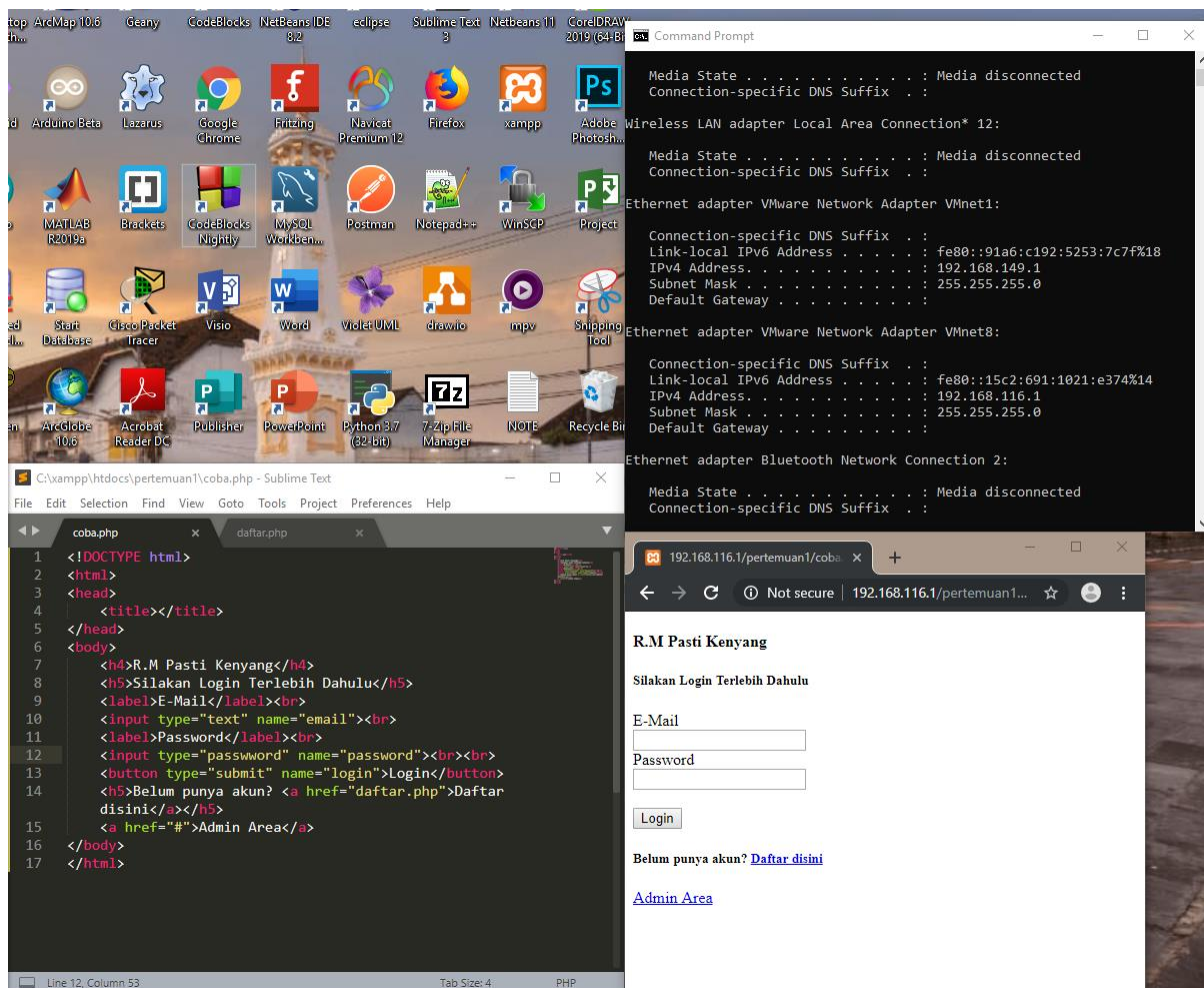 ArcMap 10.6
Geany
CodeBlocks
NetBeans IDE 8.2
eclipse
Sublime Text 3
Netbeans 11
CorelDRAW 2019 (64-Bi
Arduino Beta
Lazarus
Google Chrome
Fritzing
Navicat Premium 12
Firefox
xampp
Adobe Photosh...
Ps
MATLAB R2019a
Brackets
CodeBlocks Nightly
MySQL Workben...
Postman
Notepad++
WinSCP
Project
Start Database
Cisco Packet Tracer
Visio
Word
Violet UML
draw.io
mpv
Snipping Tool
ArcGlobe 10.6
Acrobat Reader DC
Publisher
PowerPoint
Python 3.7 (32-bit)
7-Zip File Manager
NOTE
Recycle Bi
Command Prompt
Media State . . . . . . . . . . . : Media disconnected
Connection-specific DNS Suffix  . :
Wireless LAN adapter Local Area Connection* 12:
Media State . . . . . . . . . . . : Media disconnected
Connection-specific DNS Suffix  . :
Ethernet adapter VMware Network Adapter VMnet1:
Connection-specific DNS Suffix  . :
Link-local IPv6 Address . . . . . : fe80::91a6:c192:5253:7c7f%18
IPv4 Address. . . . . . . . . . . : 192.168.149.1
Subnet Mask . . . . . . . . . . . : 255.255.255.0
Default Gateway . . . . . . . . . :
Ethernet adapter VMware Network Adapter VMnet8:
Connection-specific DNS Suffix  . :
Link-local IPv6 Address . . . . . : fe80::15c2:691:1021:e374%14
IPv4 Address. . . . . . . . . . . : 192.168.116.1
Subnet Mask . . . . . . . . . . . : 255.255.255.0
Default Gateway . . . . . . . . . :
Ethernet adapter Bluetooth Network Connection 2:
Media State . . . . . . . . . . . : Media disconnected
Connection-specific DNS Suffix  . :
C:\xampp\htdocs\pertemuan1\coba.php - Sublime Text
File Edit Selection Find View Goto Tools Project Preferences Help
coba.php
daftar.php
1 <!DOCTYPE html>
2 <html>
3 <head>
4 <title></title>
5 </head>
6 <body>
7 <h4>R.M Pasti Kenyang</h4>
8 <h5>Silakan Login Terlebih Dahulu</h5>
9 <label>E-Mail</label><br>
10 <input type="text" name="email"><br>
11 <label>Password</label><br>
12 <input type="passwword" name="password"><br><br>
13 <button type="submit" name="login">Login</button>
14 <h5>Belum punya akun? <a href="daftar.php">Daftar
disini</a></h5>
15 <a href="#">Admin Area</a>
16 </body>
17 </html>
Line 12, Column 53
Tab Size: 4
PHP
192.168.116.1/pertemuan1/coba.
Not secure | 192.168.116.1/pertemuan1...
R.M Pasti Kenyang
Silakan Login Terlebih Dahulu
E-Mail
Password
Login
Belum punya akun? Daftar disini
Admin Area